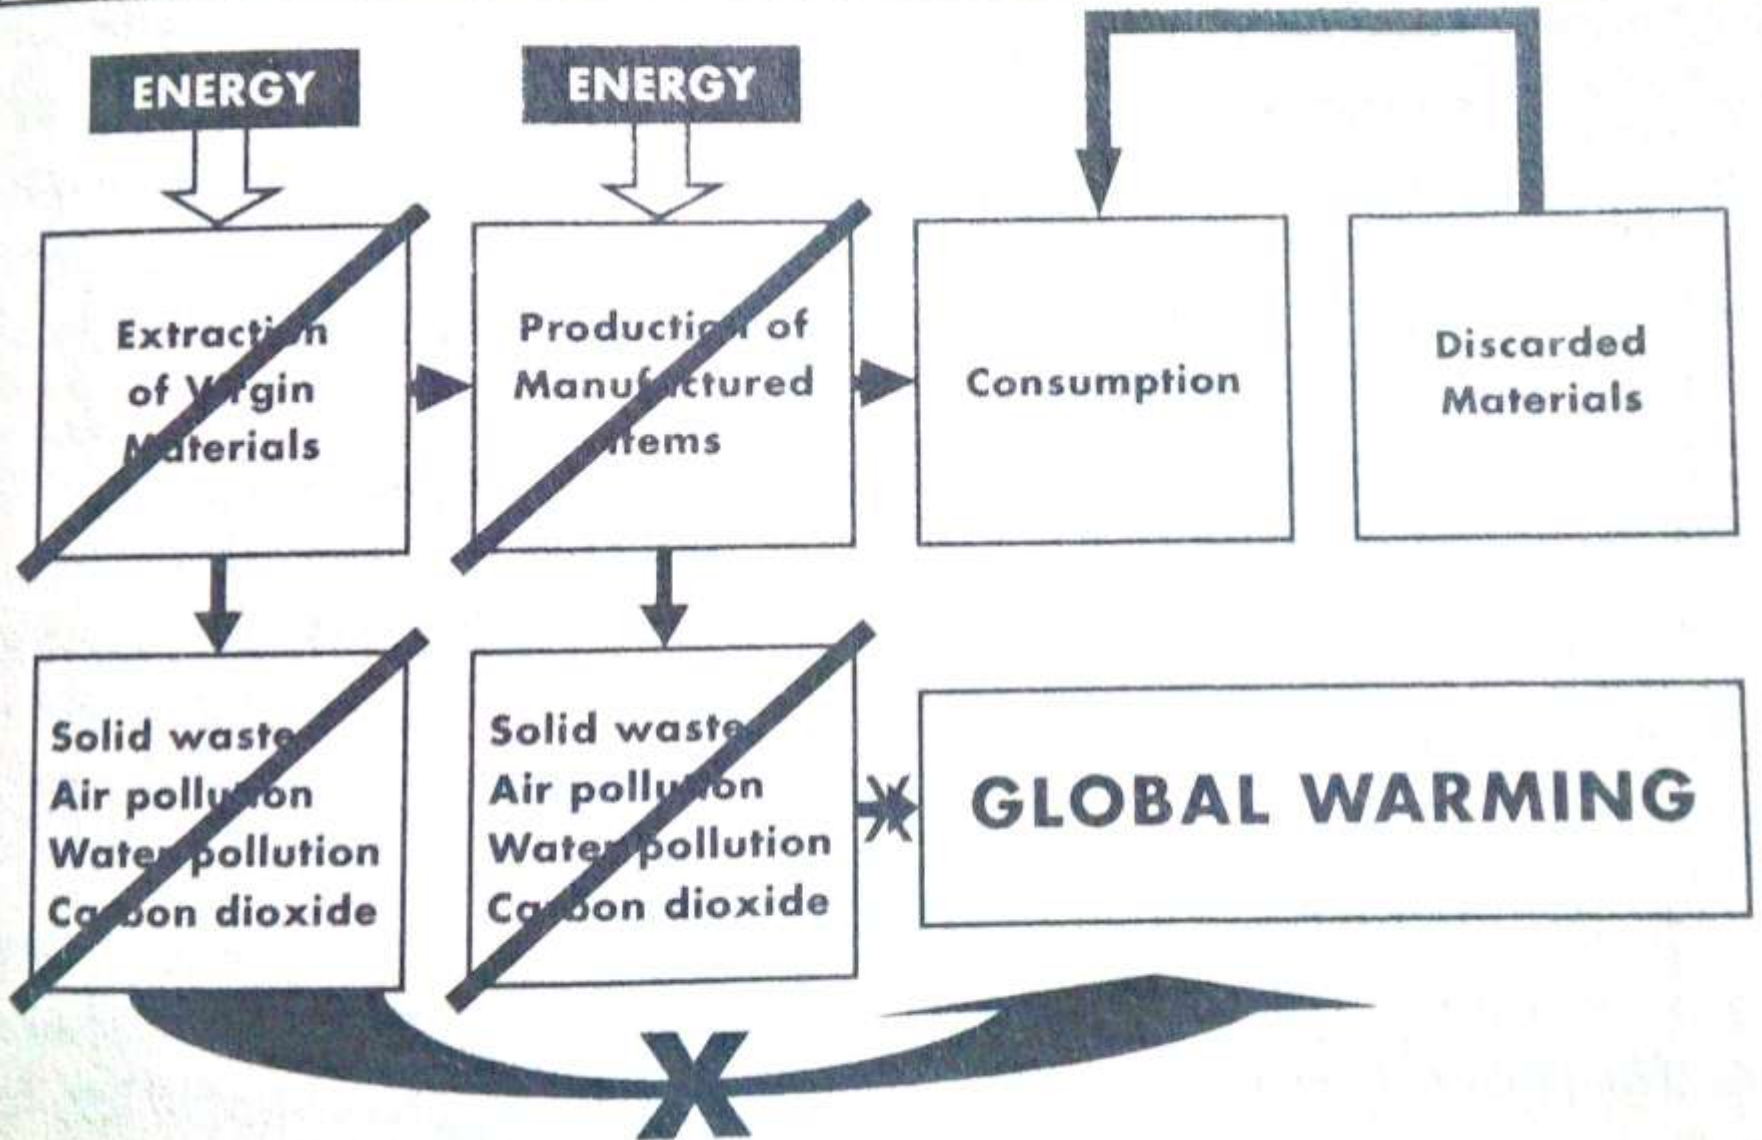 ENERGY
ENERGY
Extraction
of Virgin
Materials
Production of
Manufactured
Items
Consumption
Discarded
Materials
Solid waste
Air pollution
Water pollution
Carbon dioxide
Solid waste
Air pollution
Water pollution
Carbon dioxide
GLOBAL WARMING
X
X